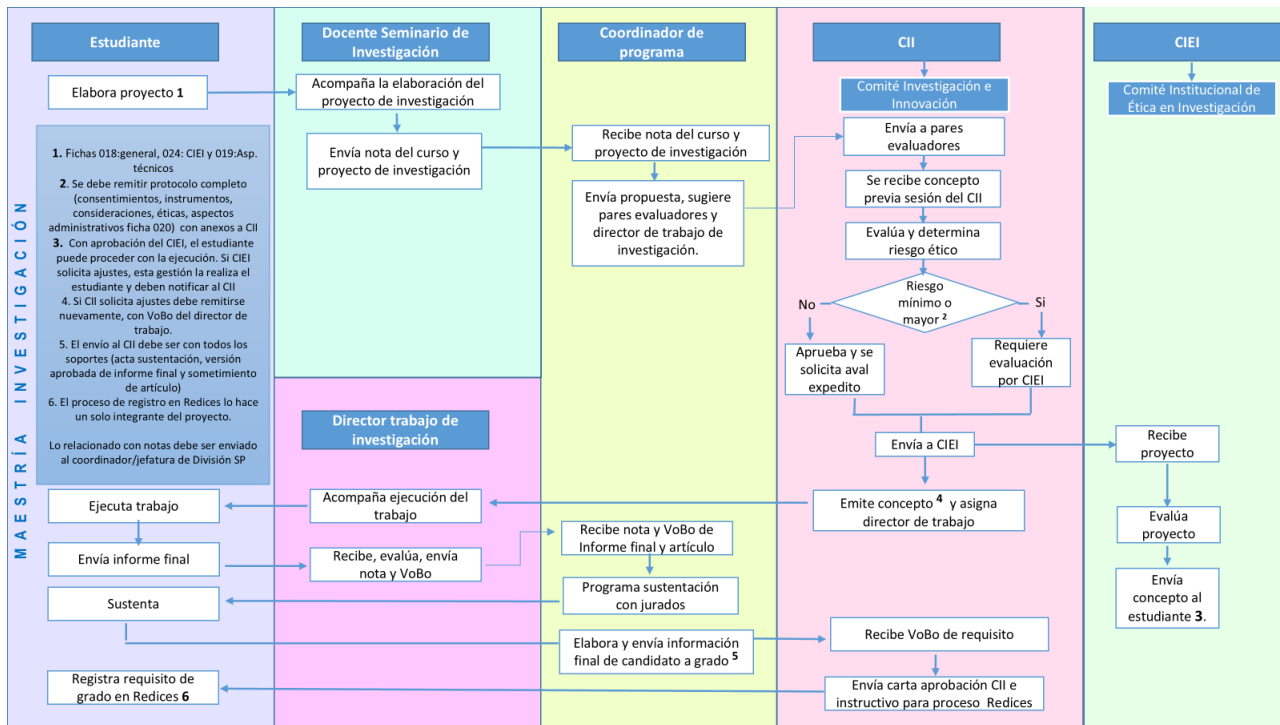 MAESTRÍA INVESTIGACIÓN
Estudiante
Elabora proyecto 1
1. Fichas 018:general, 024: CIEI y 019:Asp.
técnicos
2. Se debe remitir protocolo completo
(consentimientos, instrumentos,
consideraciones, éticas, aspectos
administrativos ficha 020) con anexos a CII
3. Con aprobación del CIEI, el estudiante
puede proceder con la ejecución. Si CIEI
solicita ajustes, esta gestión la realiza el
estudiante y deben notificar al CII
4. Si CII solicita ajustes debe remitirse
nuevamente, con VoBo del director de
trabajo.
5. El envío al CII debe ser con todos los
soportes (acta sustentación, versión
aprobada de informe final y sometimiento
de artículo)
6. El proceso de registro en Redices lo hace
un solo integrante del proyecto.
Lo relacionado con notas debe ser enviado
al coordinador/jefatura de División SP
Ejecuta trabajo
Envía informe final
Sustenta
Registra requisito de
grado en Redices 6
Docente Seminario de
Investigación
Acompaña la elaboración del
proyecto de investigación
Envía nota del curso y
proyecto de investigación
Director trabajo de
investigación
Acompaña ejecución del
trabajo
Recibe, evalúa, envía
nota y VoBo
Coordinador de
programa
Recibe nota del curso y
proyecto de investigación
Envía propuesta, sugiere
pares evaluadores y
director de trabajo de
investigación.
Recibe nota y VoBo de
Informe final y artículo
Programa sustentación
con jurados
Elabora y envía información
final de candidato a grado 5
CII
Comité Investigación e
Innovación
Envía a pares
evaluadores
Se recibe concepto
previa sesión del CII
Evalúa y determina
riesgo ético
Riesgo
mínimo o
mayor 2
No
Si
Aprueba y se
solicita aval
expedito
Requiere
evaluación
por CIEI
Envía a CIEI
Emite concepto 4 y asigna
director de trabajo
Recibe VoBo de requisito
Envía carta aprobación CII e
instructivo para proceso Redices
CIEI
Comité Institucional de
Ética en Investigación
Recibe
proyecto
Evalúa
proyecto
Envía
concepto al
estudiante 3.